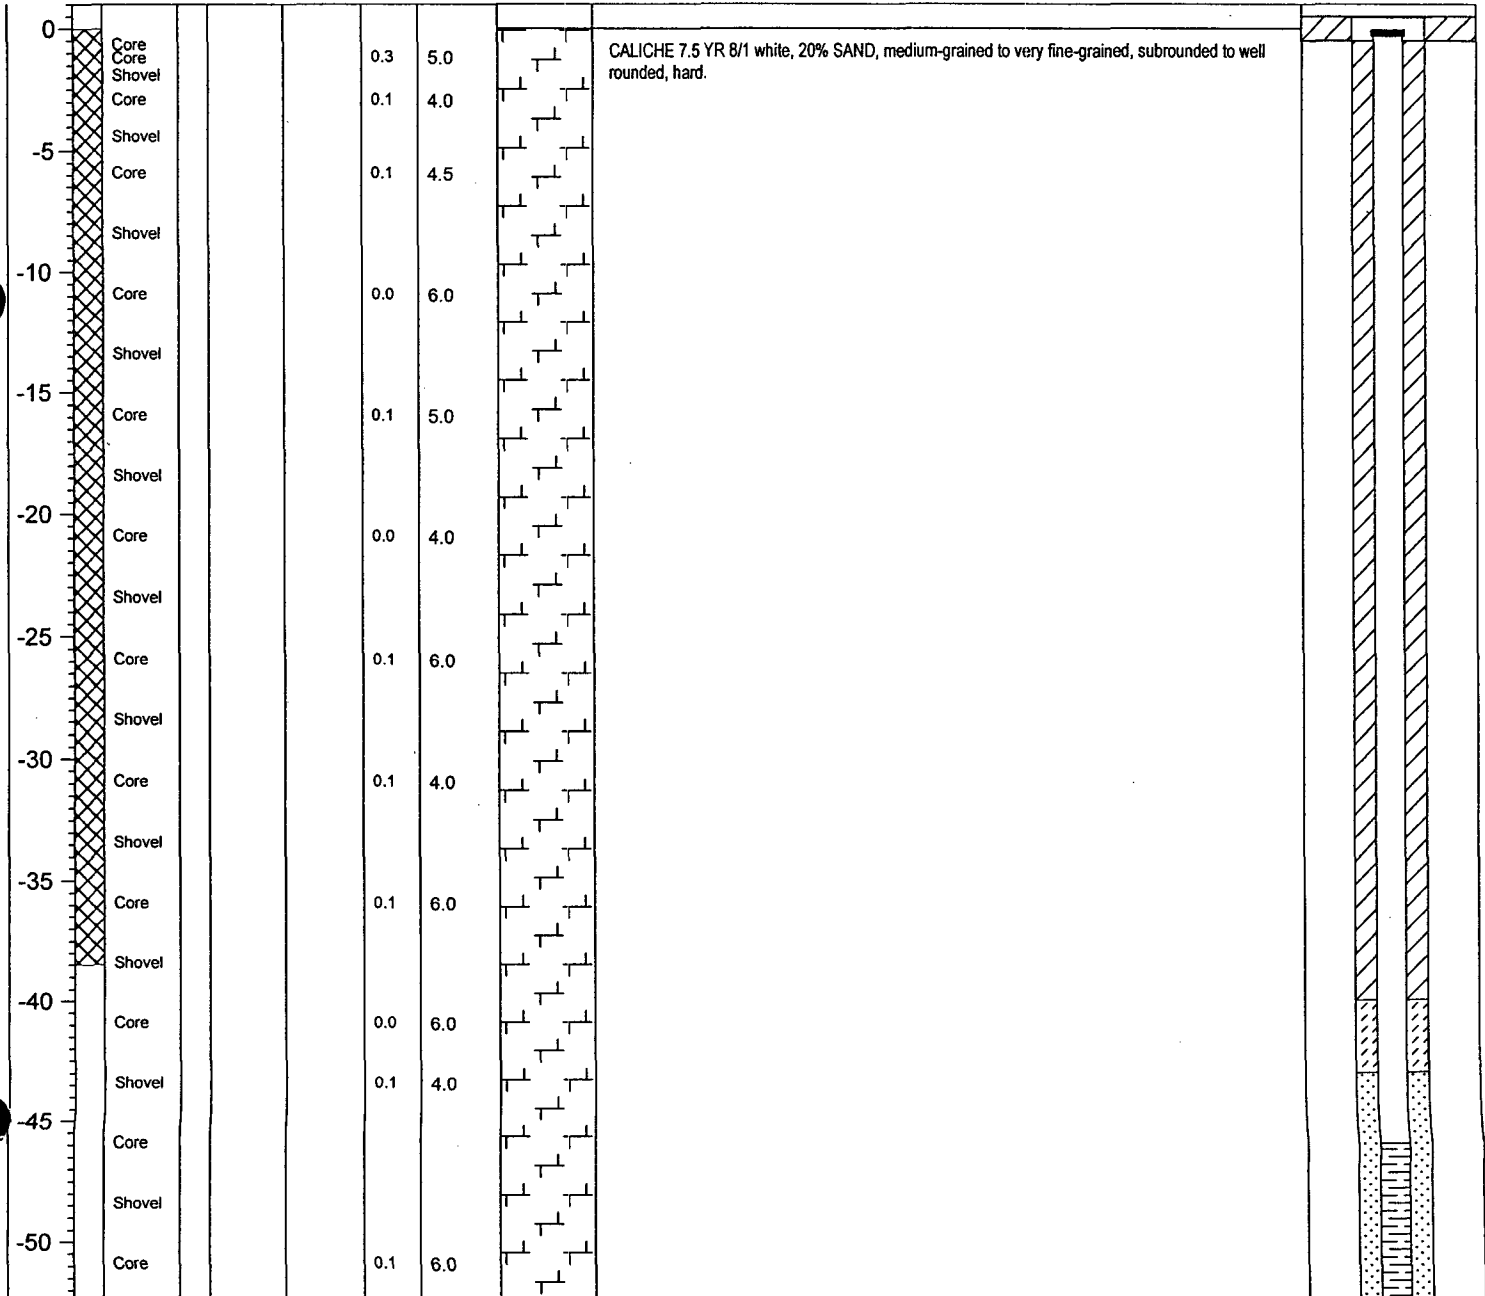 0
Core
Core 0.3 5.0 CALICHE 7.5 YR 8/1 white, 20% SAND, medium-grained to very fine-grained, subrounded to well
Shovel rounded, hard.
Core 0.1 4.0
Shovel
-5
Core 0.1 4.5
Shovel
-10
Core 0.0 6.0
Shovel
-15
Core 0.1 5.0
Shovel
-20
Core 0.0 4.0
Shovel
-25
Core 0.1 6.0
Shovel
-30
Core 0.1 4.0
Shovel
-35
Core 0.1 6.0
Shovel
-40
Core 0.0 6.0
Shovel 0.1 4.0
-45
Core
Shovel
-50
Core 0.1 6.0